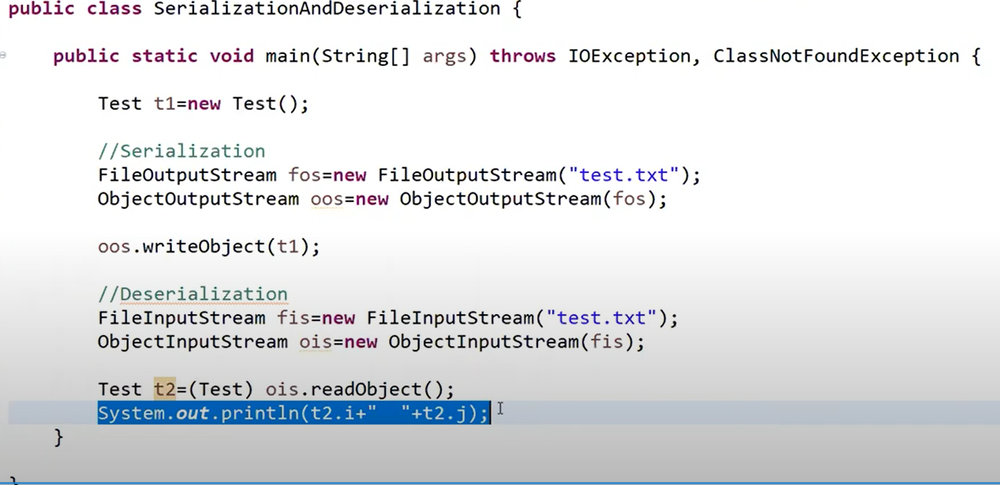 public class SerializationAndDeserialization {
public static void main(String[] args) throws IOException, ClassNotFoundException {
Test t1=new Test();
//Serialization
FileOutputStream fos=new FileOutputStream("test.txt");
ObjectOutputStream oos=new ObjectOutputStream(fos);
oos.writeObject(t1);
//Deserialization
FileInputStream fis=new FileInputStream("test.txt");
ObjectInputStream ois=new ObjectInputStream(fis);
Test t2=(Test) ois.readObject();
System.out.println(t2.i+"  "+t2.j);
}
}